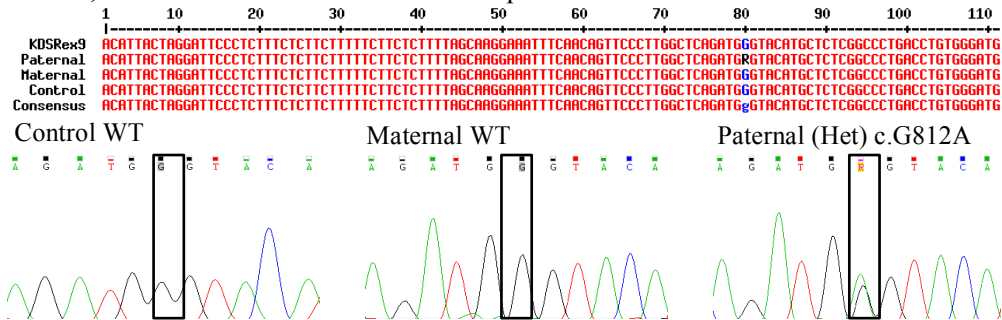 1 10 20 30 40 50 60 70 80 90 100 110
KDSRex9 ACATTACTAGGATTCCCTCTTTCTCTTCTTTTTCTTCTCTTTTAGCAAGGAAATTTCAACAGTTCCCTTGGCTCAGATGGGTACATGCTCTCGGCCCTGACCTGTGGGATG
Paternal ACATTACTAGGATTCCCTCTTTCTCTTCTTTTTCTTCTCTTTTAGCAAGGAAATTTCAACAGTTCCCTTGGCTCAGATGRGTACATGCTCTCGGCCCTGACCTGTGGGATG
Maternal ACATTACTAGGATTCCCTCTTTCTCTTCTTTTTCTTCTCTTTTAGCAAGGAAATTTCAACAGTTCCCTTGGCTCAGATGGGTACATGCTCTCGGCCCTGACCTGTGGGATG
Control ACATTACTAGGATTCCCTCTTTCTCTTCTTTTTCTTCTCTTTTAGCAAGGAAATTTCAACAGTTCCCTTGGCTCAGATGGGTACATGCTCTCGGCCCTGACCTGTGGGATG
Consensus ACATTACTAGGATTCCCTCTTTCTCTTCTTTTTCTTCTCTTTTAGCAAGGAAATTTCAACAGTTCCCTTGGCTCAGATGgGTACATGCTCTCGGCCCTGACCTGTGGGATG
Control WT Maternal WT Paternal (Het) c.G812A
A G A T G G G T A C A A G A T G G G T A C A A G A T G R G T A C A